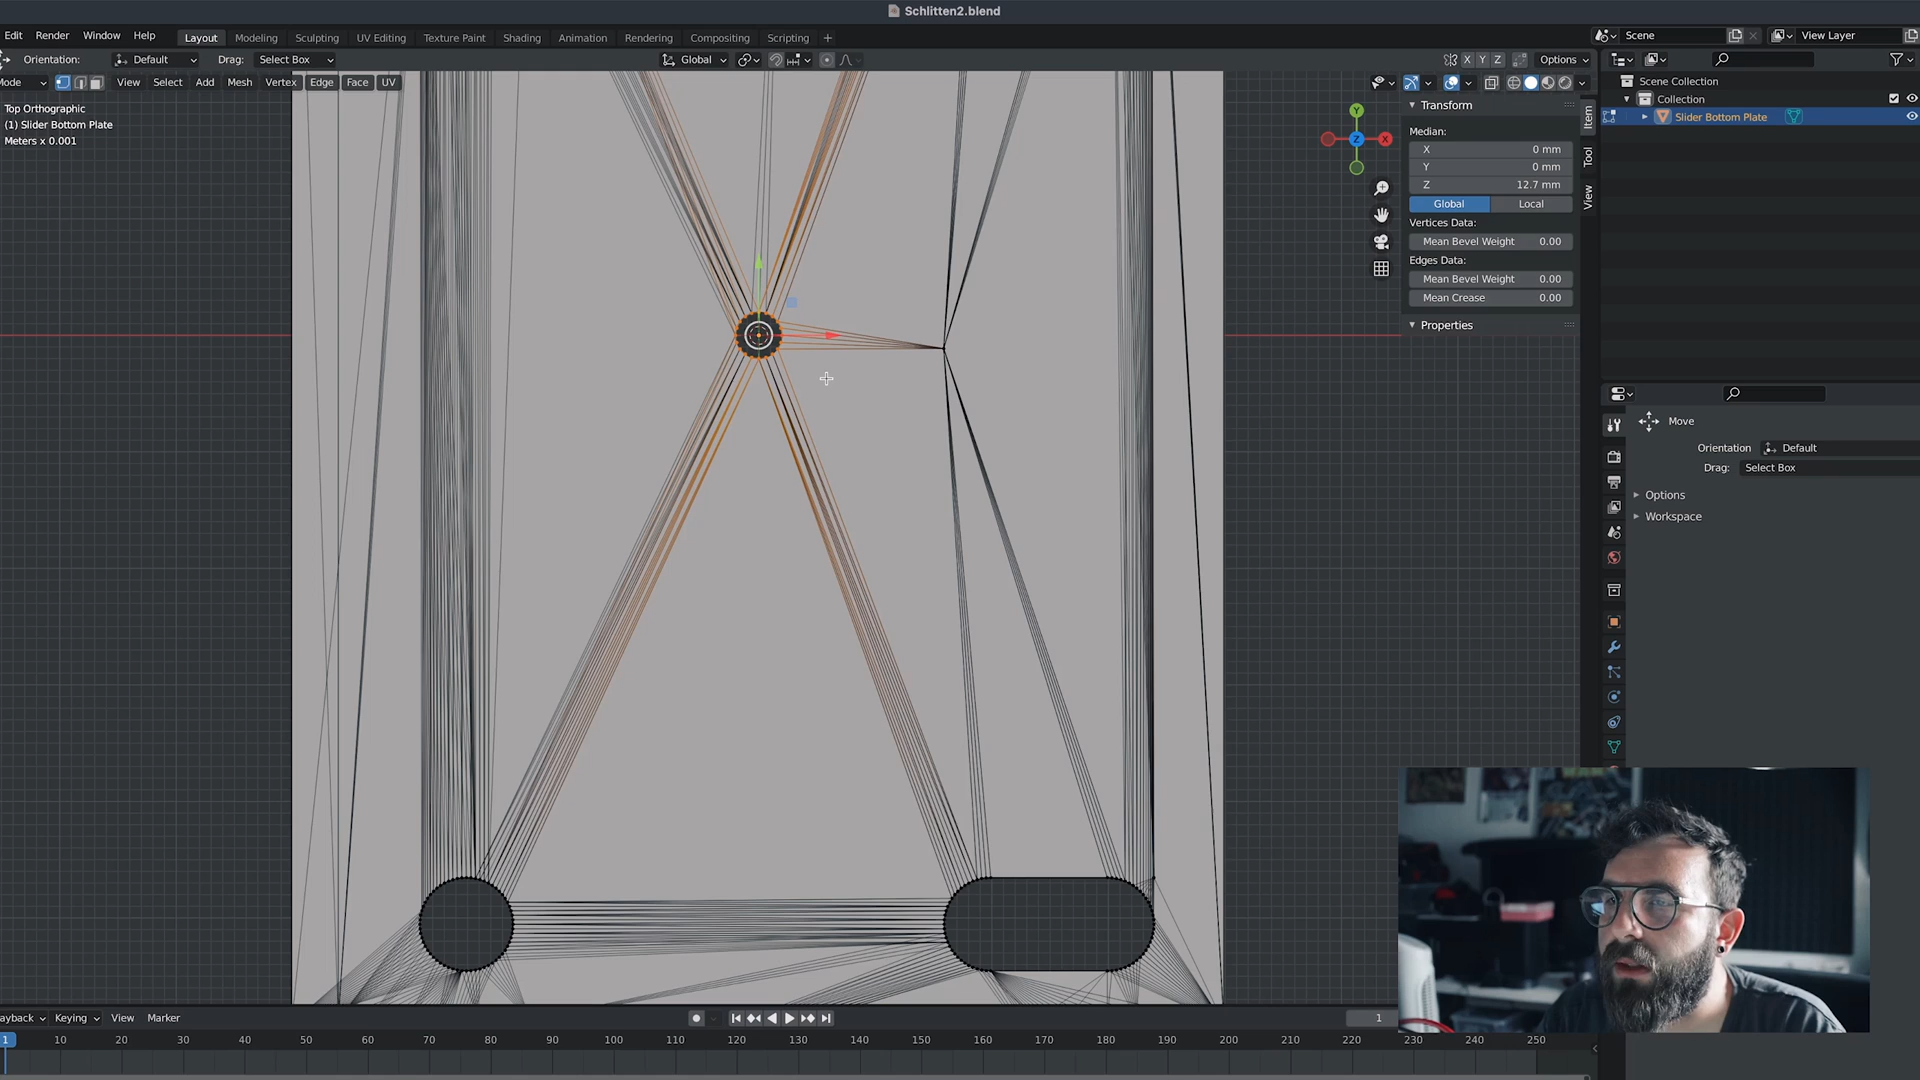 Schlitten2.blend
Edit Render Window Help Layout Modeling Sculpting UV Editing Texture Paint Shading Animation Rendering Compositing Scripting + Scene View Layer
Orientation: Default Drag: Select Box Global X Y Z Options
Mode View Select Add Mesh Vertex Edge Face UV
Top Orthographic
(1) Slider Bottom Plate
Meters x 0.001
Y
X
Z
Transform
Median:
X 0 mm
Y 0 mm
Z 12.7 mm
Global Local
Vertices Data:
Mean Bevel Weight 0.00
Edges Data:
Mean Bevel Weight 0.00
Mean Crease 0.00
Properties
Item
Tool
View
Scene Collection
Collection
Slider Bottom Plate
Move
Orientation Default
Drag: Select Box
Options
Workspace
ayback Keying View Marker 1
1 10 20 30 40 50 60 70 80 90 100 110 120 130 140 150 160 170 180 190 200 210 220 230 240 250